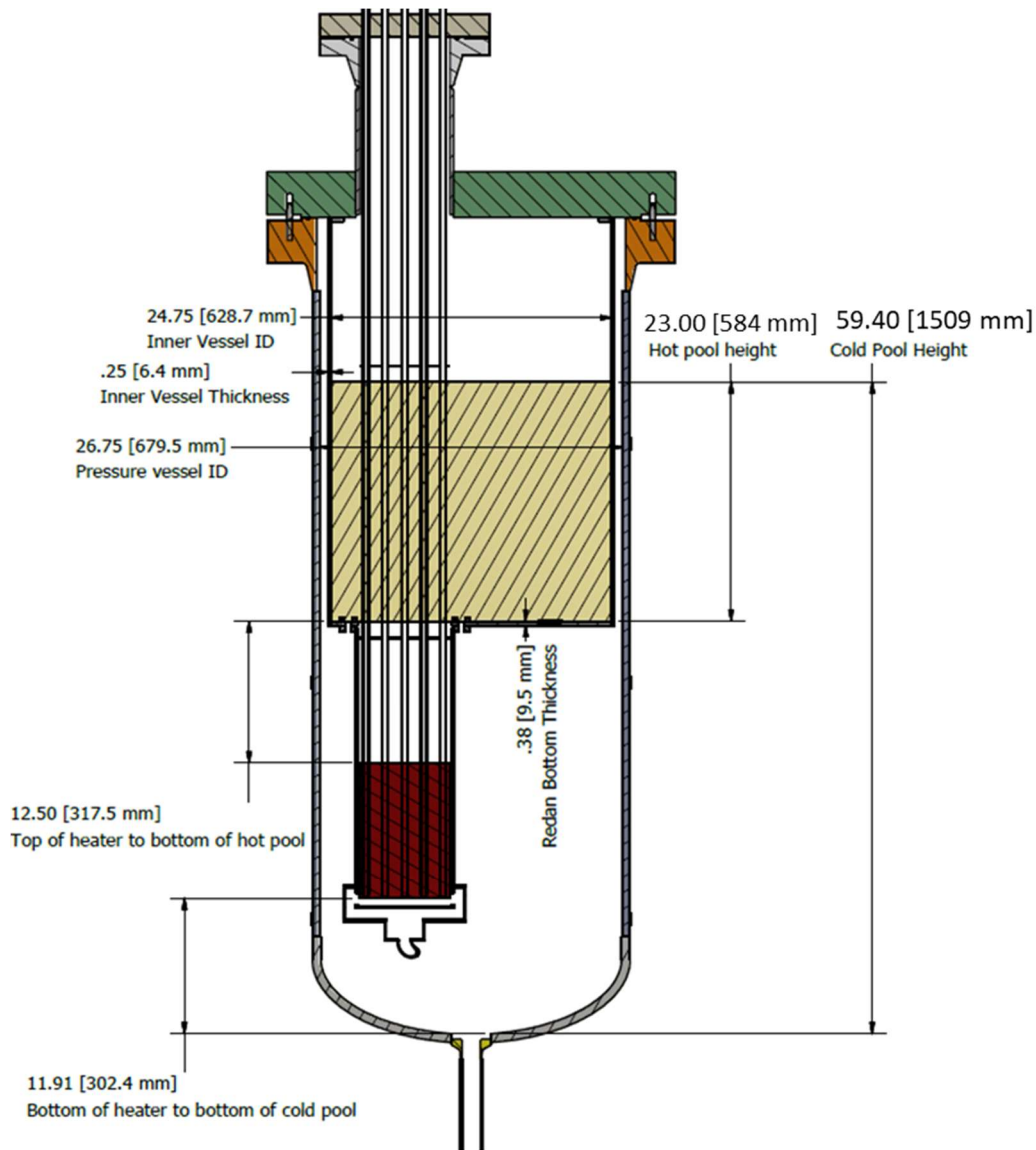 24.75 [628.7 mm]
Inner Vessel ID
.25 [6.4 mm]
Inner Vessel Thickness
26.75 [679.5 mm]
Pressure vessel ID
23.00 [584 mm]
Hot pool height
59.40 [1509 mm]
Cold Pool Height
.38 [9.5 mm]
Redan Bottom Thickness
12.50 [317.5 mm]
Top of heater to bottom of hot pool
11.91 [302.4 mm]
Bottom of heater to bottom of cold pool